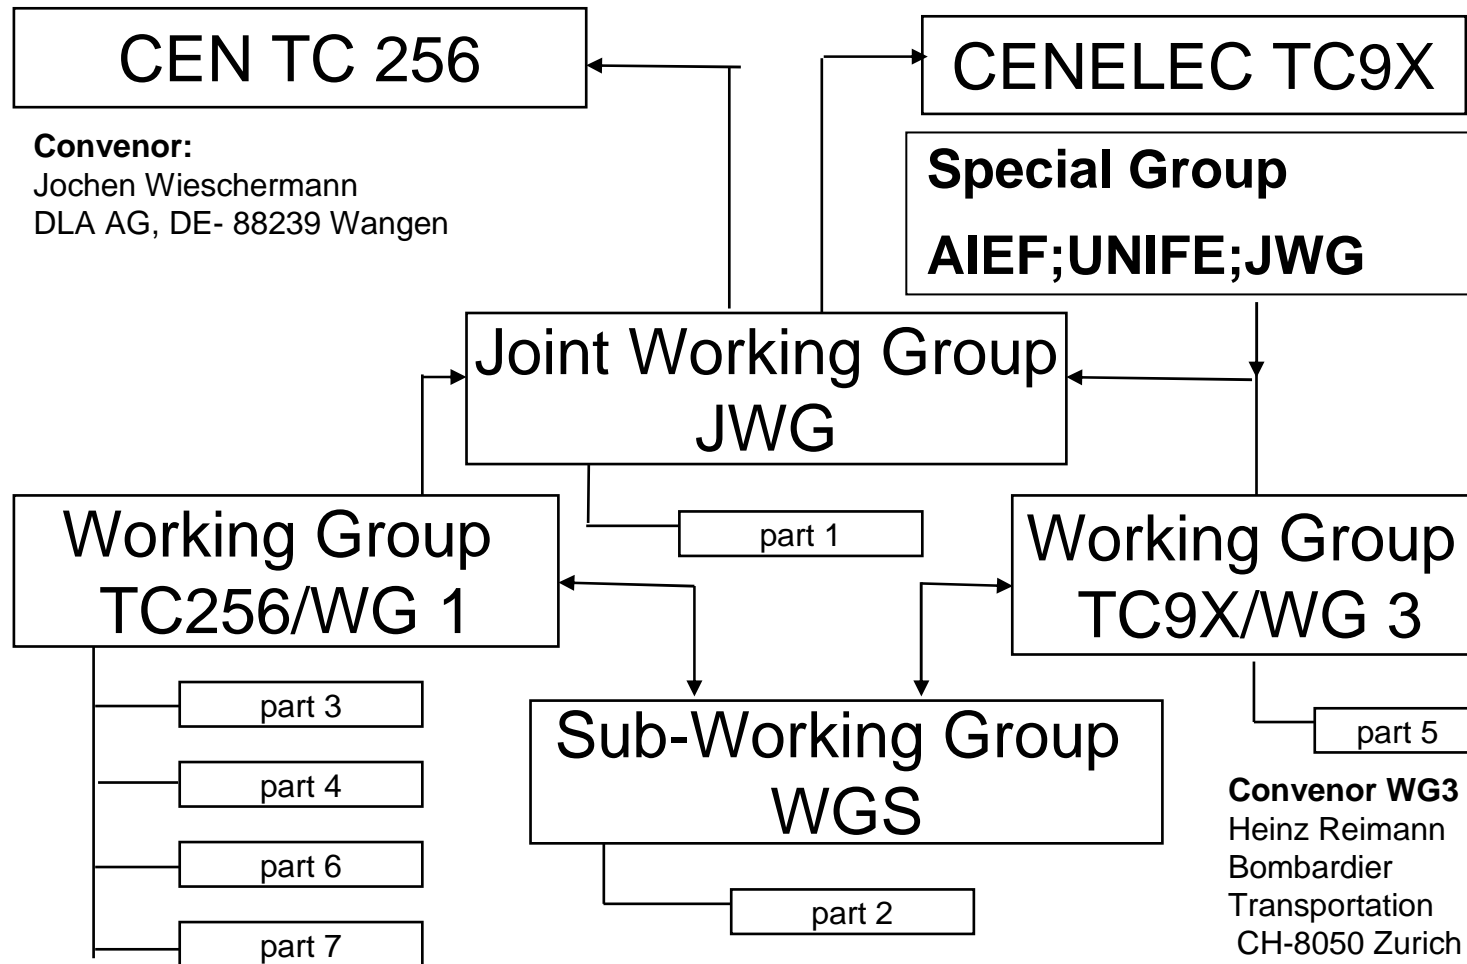 CEN TC 256
CENELEC TC9X
Convenor:
Jochen Wieschermann
DLA AG, DE- 88239 Wangen
Special Group
AIEF;UNIFE;JWG
Joint Working Group
JWG
part 1
Working Group
TC256/WG 1
Working Group
TC9X/WG 3
part 3
part 4
part 6
part 7
Sub-Working Group
WGS
part 2
part 5
Convenor WG3
Heinz Reimann
Bombardier
Transportation
CH-8050 Zurich